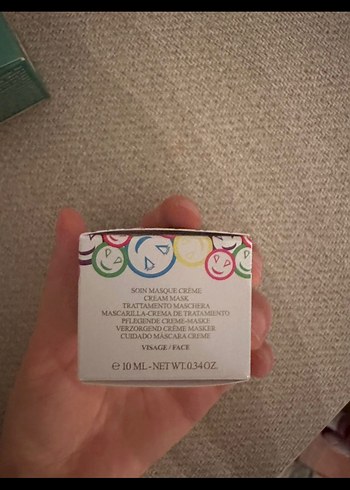 SOIN MASQUE CRÈME
CREAM MASK
TRATTAMENTO MASCHERA
MASCARILLA-CREMA DE TRATAMIENTO
PFLEGENDE CREME-MASKE
VERZORGEND CRÈME MASKER
CUIDADO MÁSCARA CREME
VISAGE / FACE
℮ 10 ML - NET WT. 0.34 OZ.